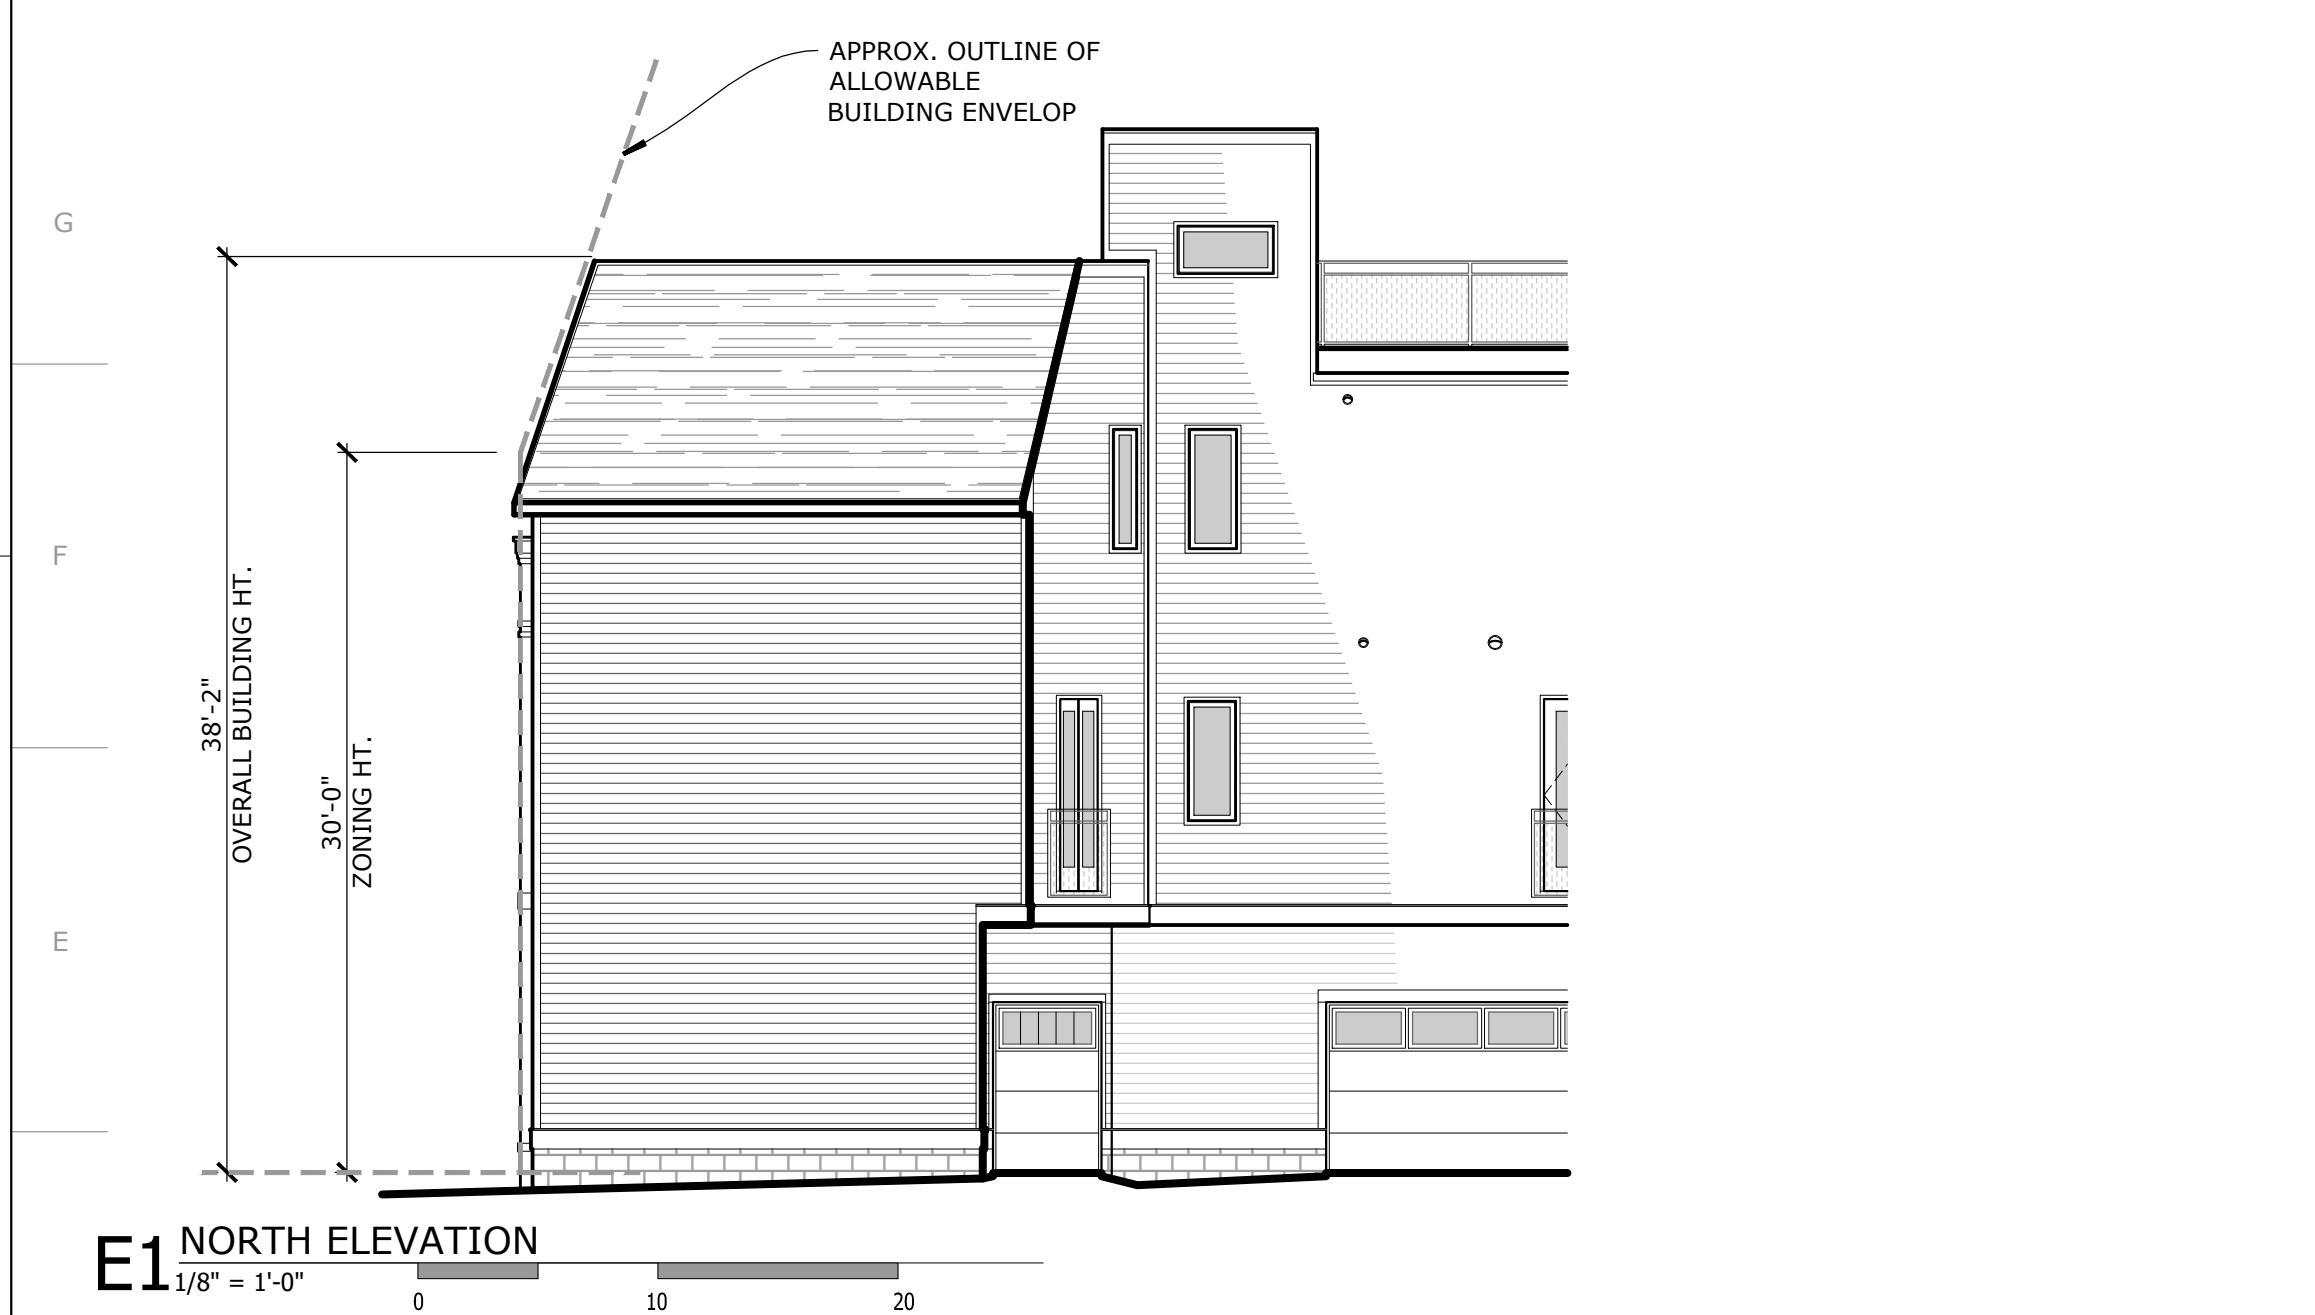 APPROX. OUTLINE OF
ALLOWABLE
BUILDING ENVELOP
G
F
E
38'-2"
OVERALL BUILDING HT.
30'-0"
ZONING HT.
E1
NORTH ELEVATION
1/8" = 1'-0"
0
10
20